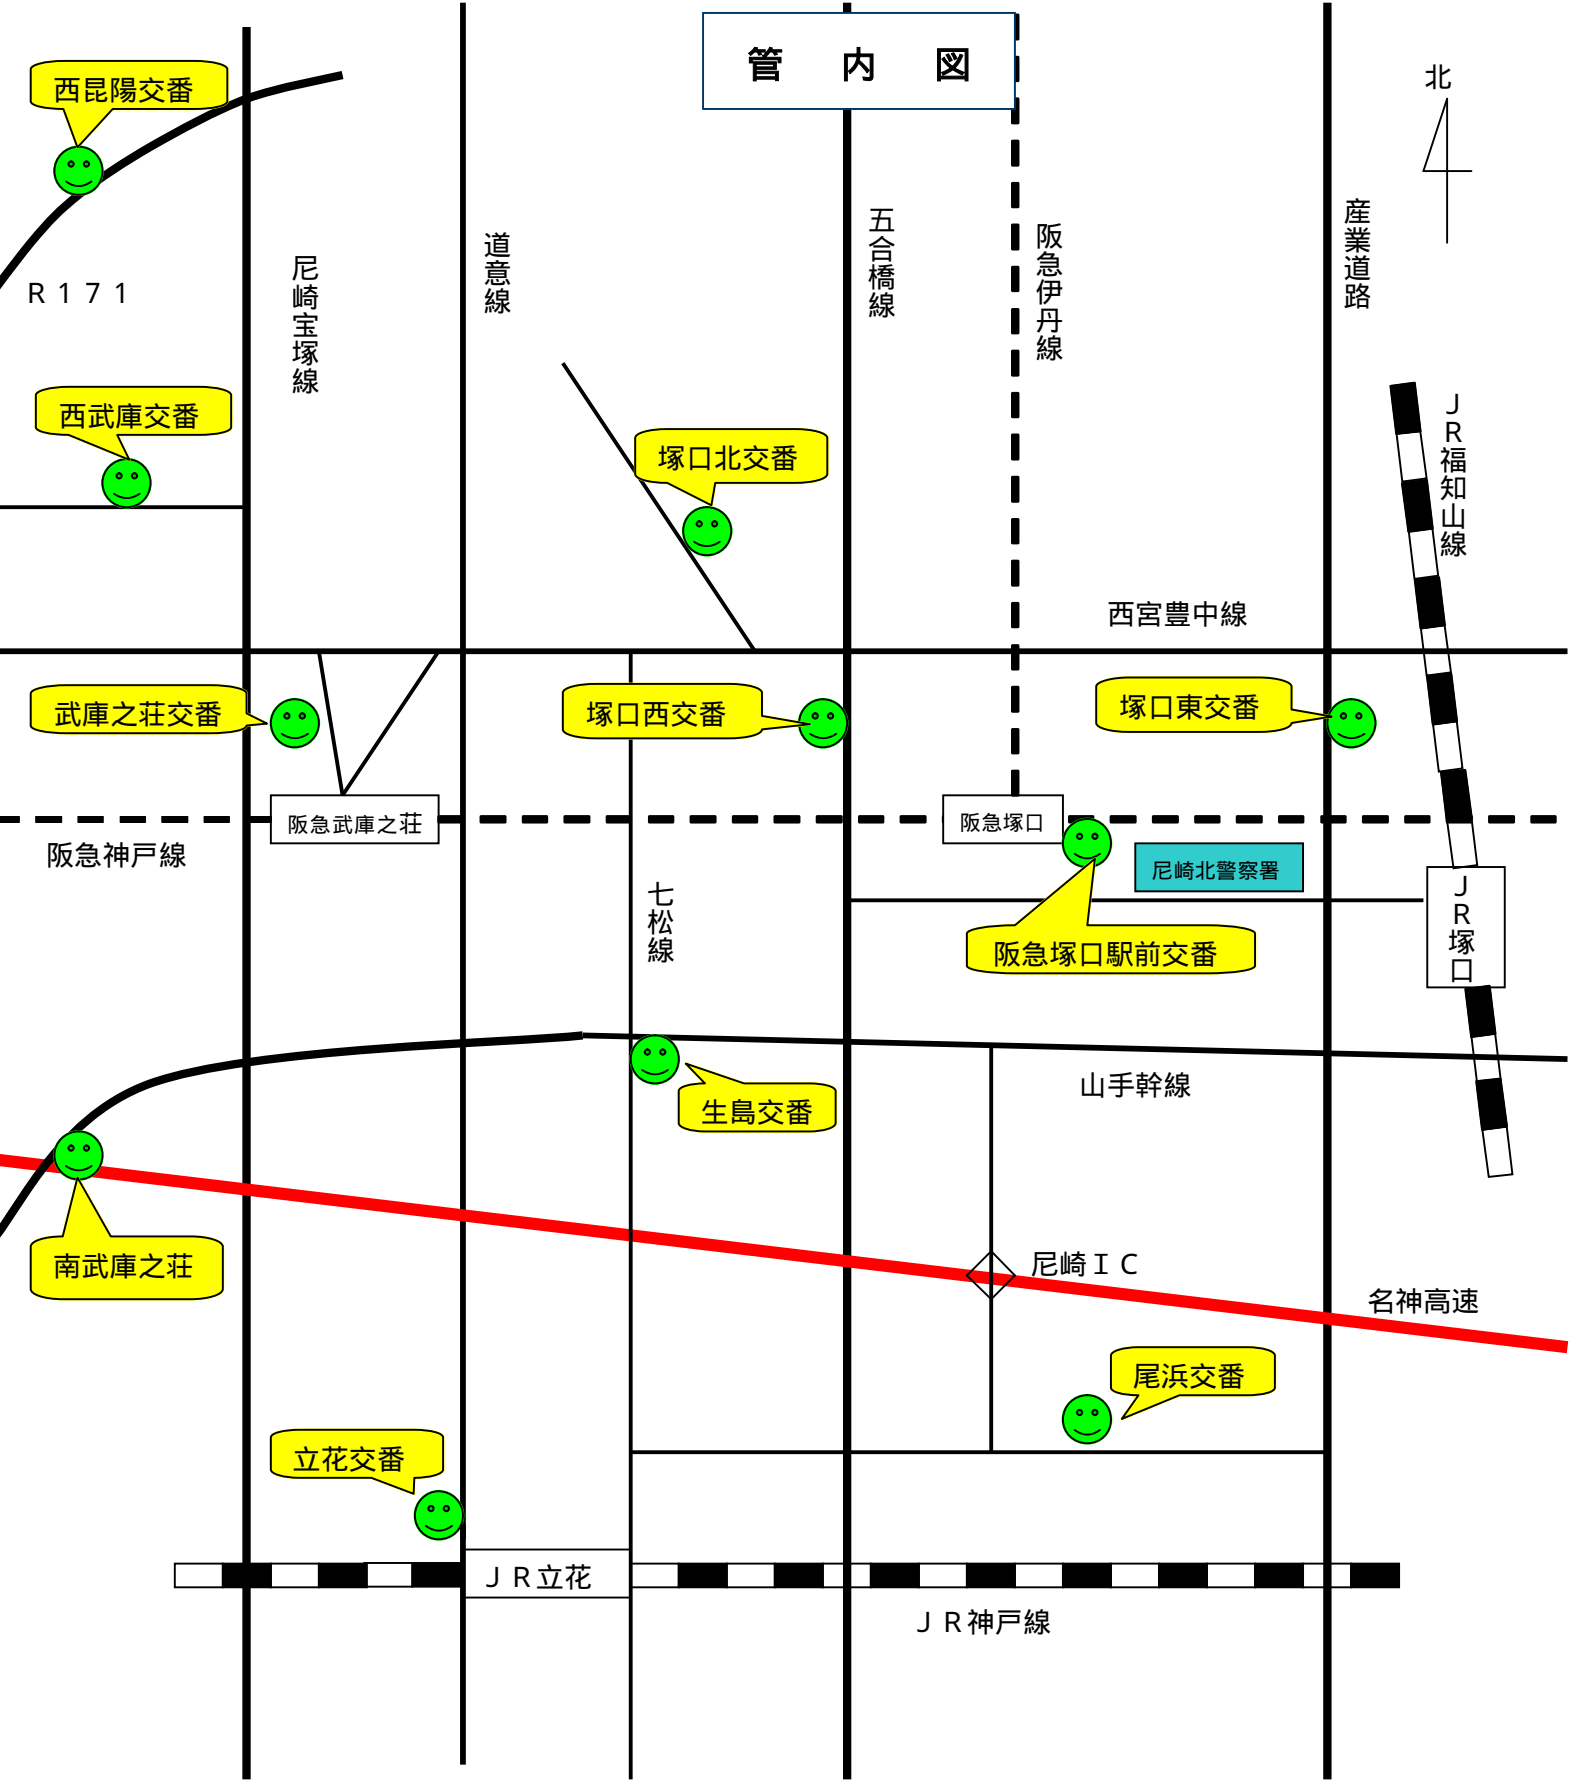 管内図
北
西昆陽交番
R171
尼崎宝塚線
道意線
五合橋線
阪急伊丹線
産業道路
JR福知山線
西武庫交番
塚口北交番
西宮豊中線
武庫之荘交番
塚口西交番
塚口東交番
阪急武庫之荘
阪急塚口
阪急神戸線
尼崎北警察署
七松線
JR塚口
阪急塚口駅前交番
山手幹線
生島交番
南武庫之荘
尼崎IC
名神高速
尾浜交番
立花交番
JR立花
JR神戸線